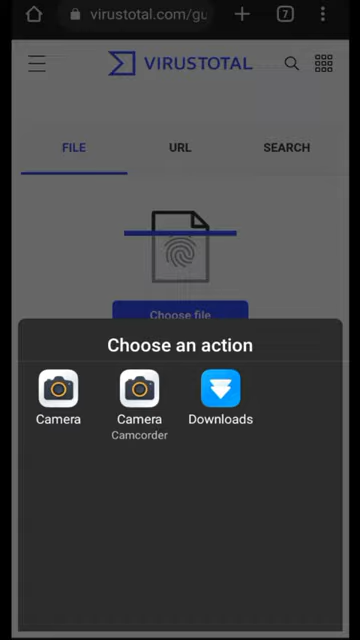 virustotal.com/gu
7
VIRUSTOTAL
FILE URL SEARCH
Choose file
Choose an action
Camera Camera Downloads
Camcorder